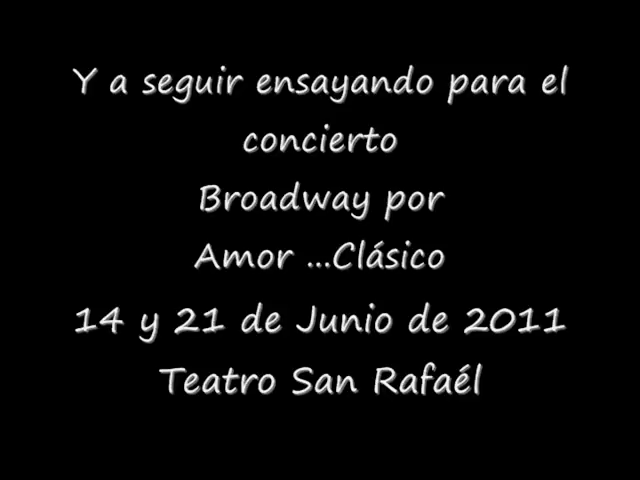 Y a seguir ensayando para el
concierto
Broadway por
Amor ...Clásico
14 y 21 de Junio de 2011
Teatro San Rafaél